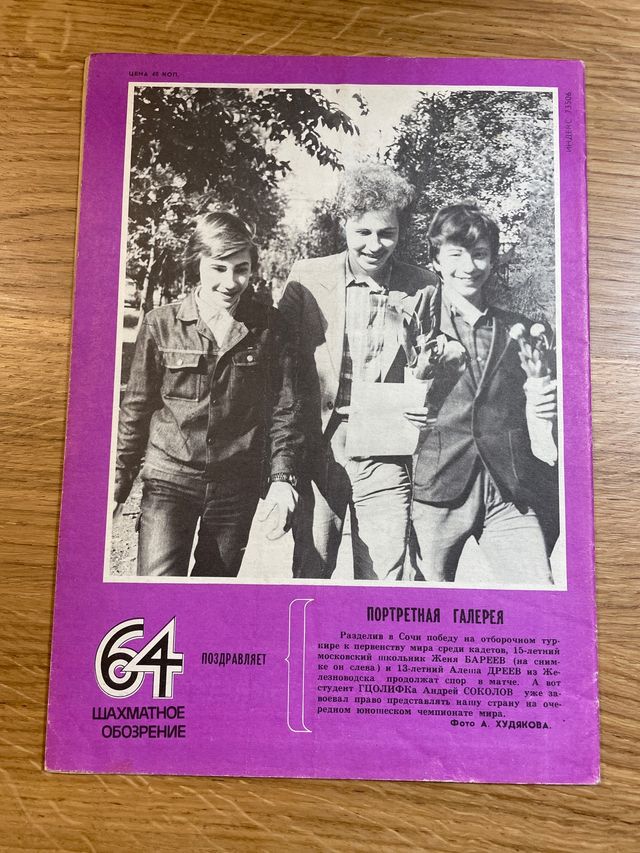 ЦЕНА 40 КОП.
ИНДЕКС 73506
64
ШАХМАТНОЕ
ОБОЗРЕНИЕ
ПОЗДРАВЛЯЕТ
ПОРТРЕТНАЯ ГАЛЕРЕЯ
Разделив в Сочи победу на отборочном тур-
нире к первенству мира среди кадетов, 15-летний
московский школьник Женя БАРЕЕВ (на сним-
ке он слева) и 13-летний Алеша ДРЕЕВ из Же-
лезноводска продолжат спор в матче. А вот
студент ГЦОЛИФКа Андрей СОКОЛОВ уже за-
воевал право представлять нашу страну на оче-
редном юношеском чемпионате мира.
Фото А. ХУДЯКОВА.